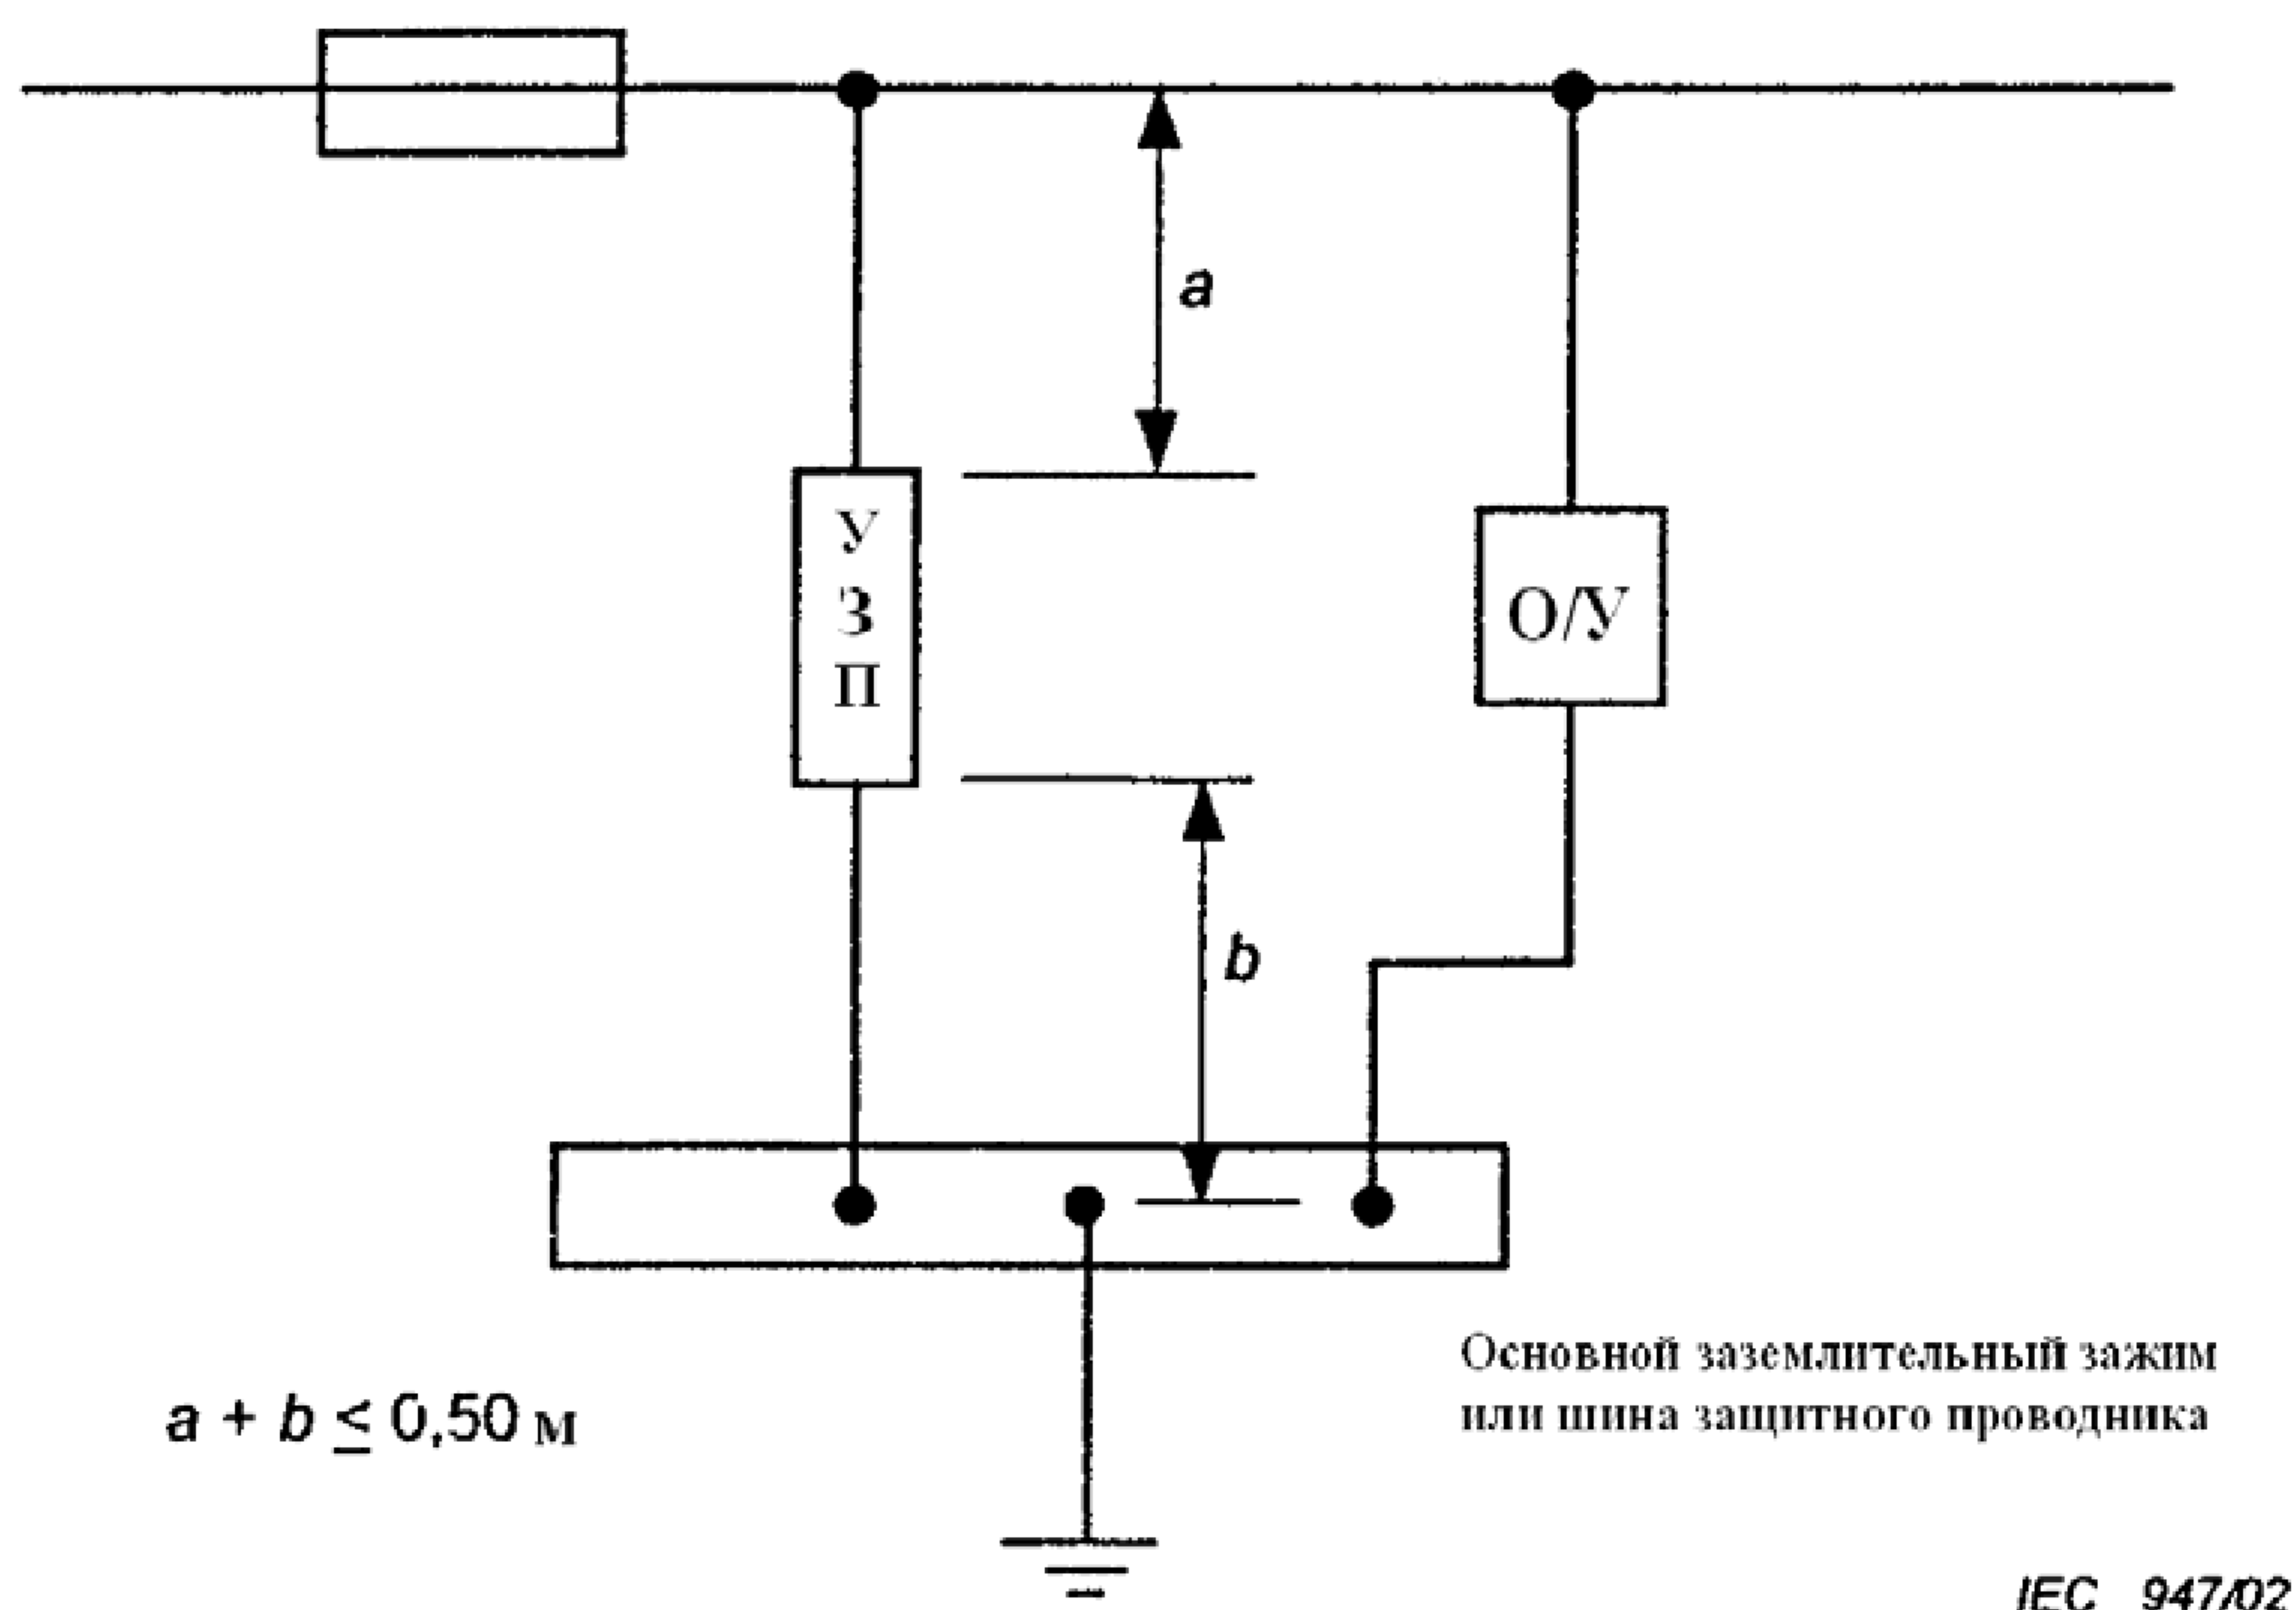 a
У
З
П
О/У
b
Основной заземлительный зажим
или шина защитного проводника
a + b ≤ 0,50 м
IEC 947/02